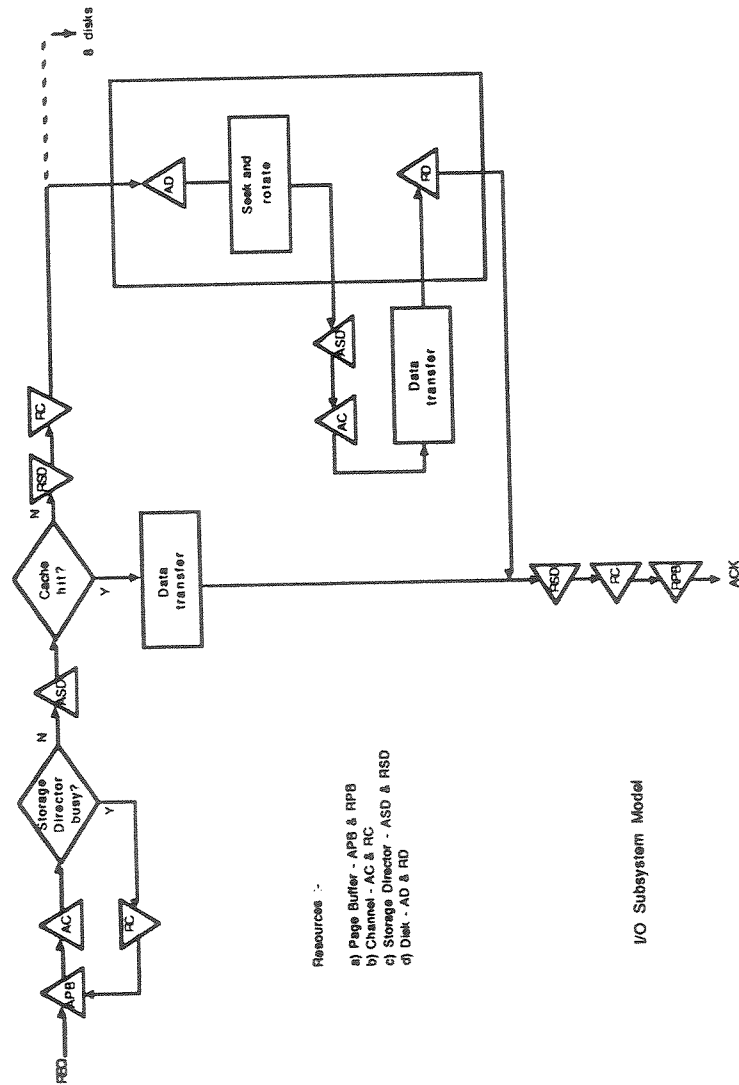 RBD
APB
AC
RC
Storage
Director
busy?
N
Y
ASD
Cache
hit?
N
Y
RSD
RC
8 disks
AD
Seek and
rotate
ASD
AC
Data
transfer
RD
Data
transfer
RSD
RC
RPB
ACK
Resources :-
a) Page Buffer - APB & RPB
b) Channel - AC & RC
c) Storage Director - ASD & RSD
d) Disk - AD & RD
I/O Subsystem Model